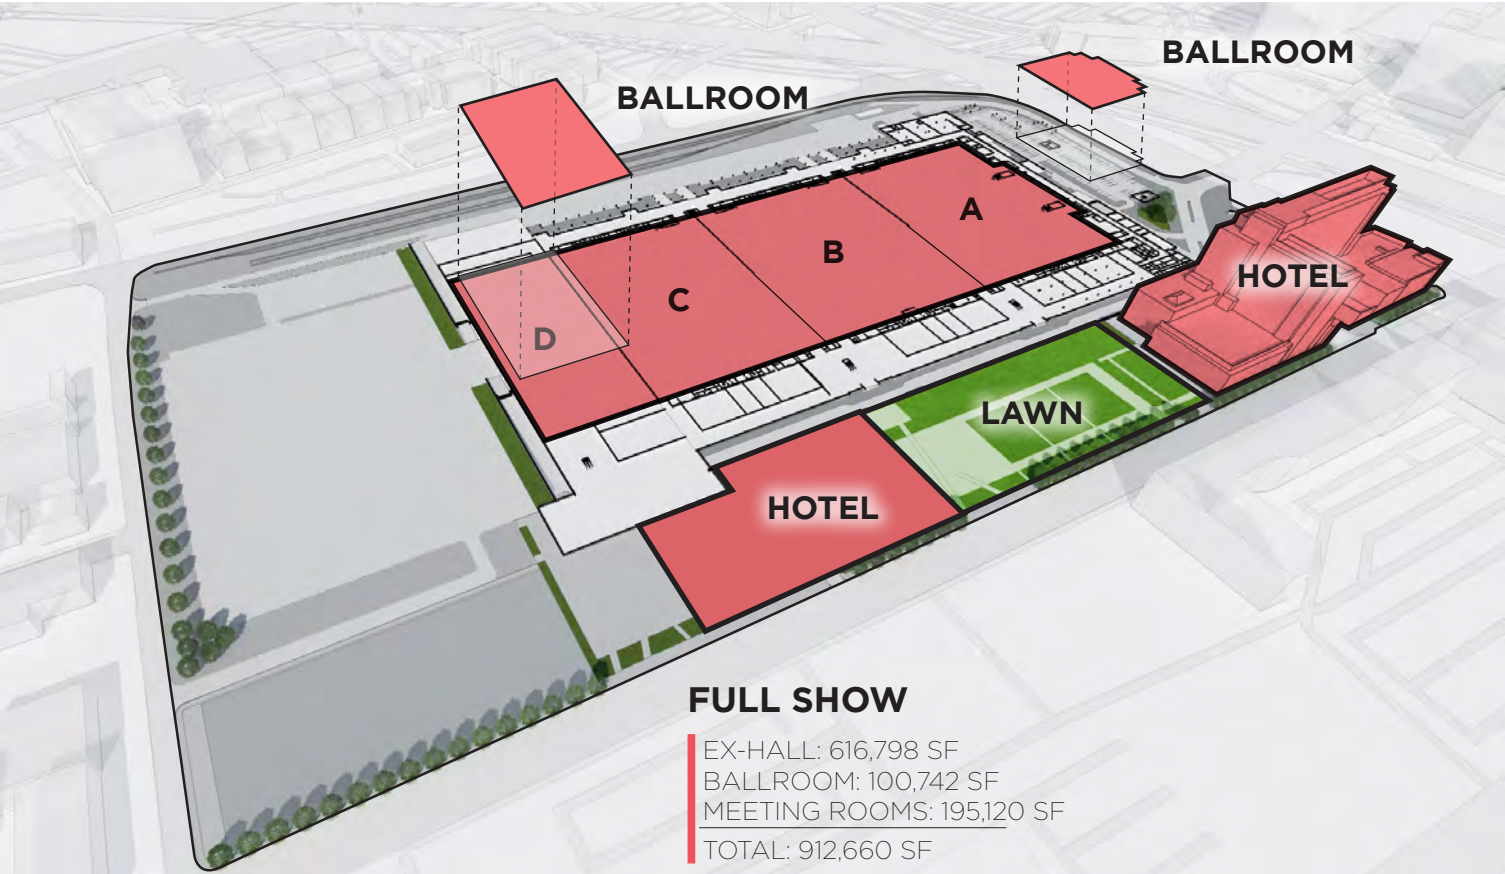 BALLROOM
BALLROOM
A
B
HOTEL
C
D
LAWN
HOTEL
FULL SHOW
EX-HALL: 616,798 SF
BALLROOM: 100,742 SF
MEETING ROOMS: 195,120 SF
TOTAL: 912,660 SF